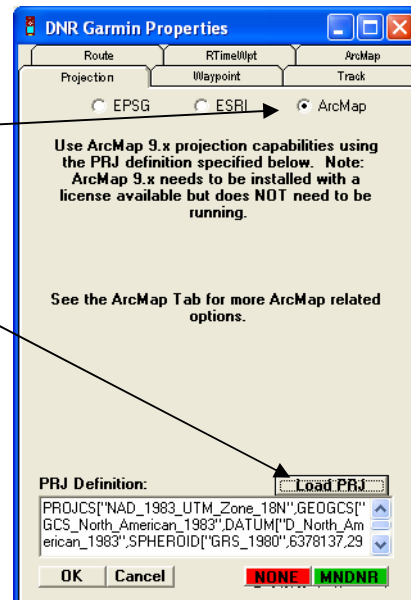 DNR Garmin Properties
Route RTimeWpt ArcMap
Projection Waypoint Track
EPSG ESRI ArcMap
Use ArcMap 9.x projection capabilities using
the PRJ definition specified below. Note:
ArcMap 9.x needs to be installed with a
license available but does NOT need to be
running.
See the ArcMap Tab for more ArcMap related
options.
PRJ Definition: Load PRJ
PROJCS["NAD_1983_UTM_Zone_18N",GEOGCS["
GCS_North_American_1983",DATUM["D_North_Am
erican_1983",SPHEROID["GRS_1980",6378137,29
OK Cancel NONE MNDNR